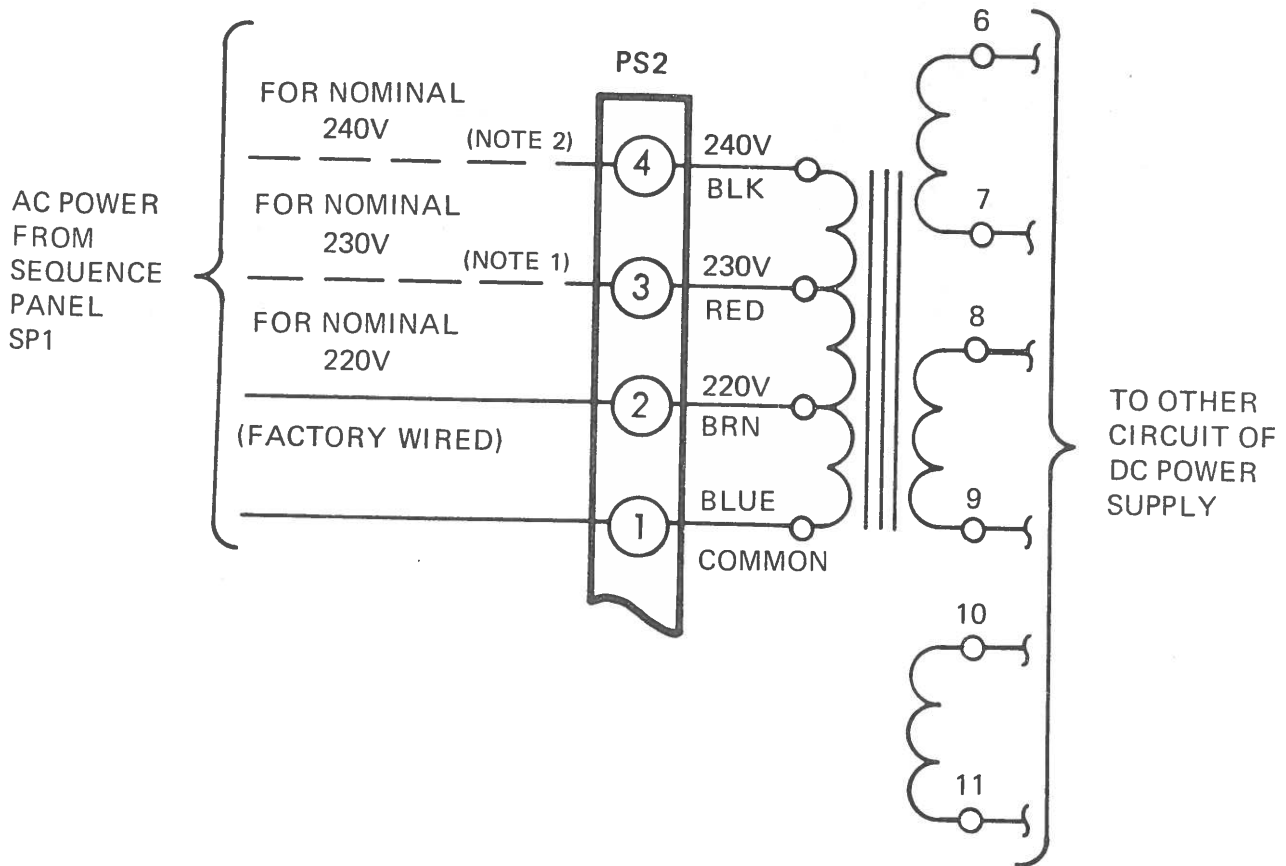 AC POWER
FROM
SEQUENCE
PANEL
SP1
FOR NOMINAL
240V
(NOTE 2)
FOR NOMINAL
230V
(NOTE 1)
FOR NOMINAL
220V
(FACTORY WIRED)
PS2
4
3
2
1
240V
BLK
230V
RED
220V
BRN
BLUE
COMMON
6
7
8
9
10
11
TO OTHER
CIRCUIT OF
DC POWER
SUPPLY